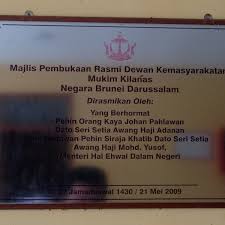 Majlis Pembukaan Rasmi Dewan Kemasyarakatan
Mukim Kilanas
Negara Brunei Darussalam
Dirasmikan Oleh:
Yang Berhormat
Pehin Orang Kaya Johan Pahlawan
Dato Seri Setia Awang Haji Adanan
Pehin Siraja Khatib Dato Seri Setia
Awang Haji Mohd. Yusof,
Menteri Hal Ehwal Dalam Negeri
1430 / 21 Mei 2009